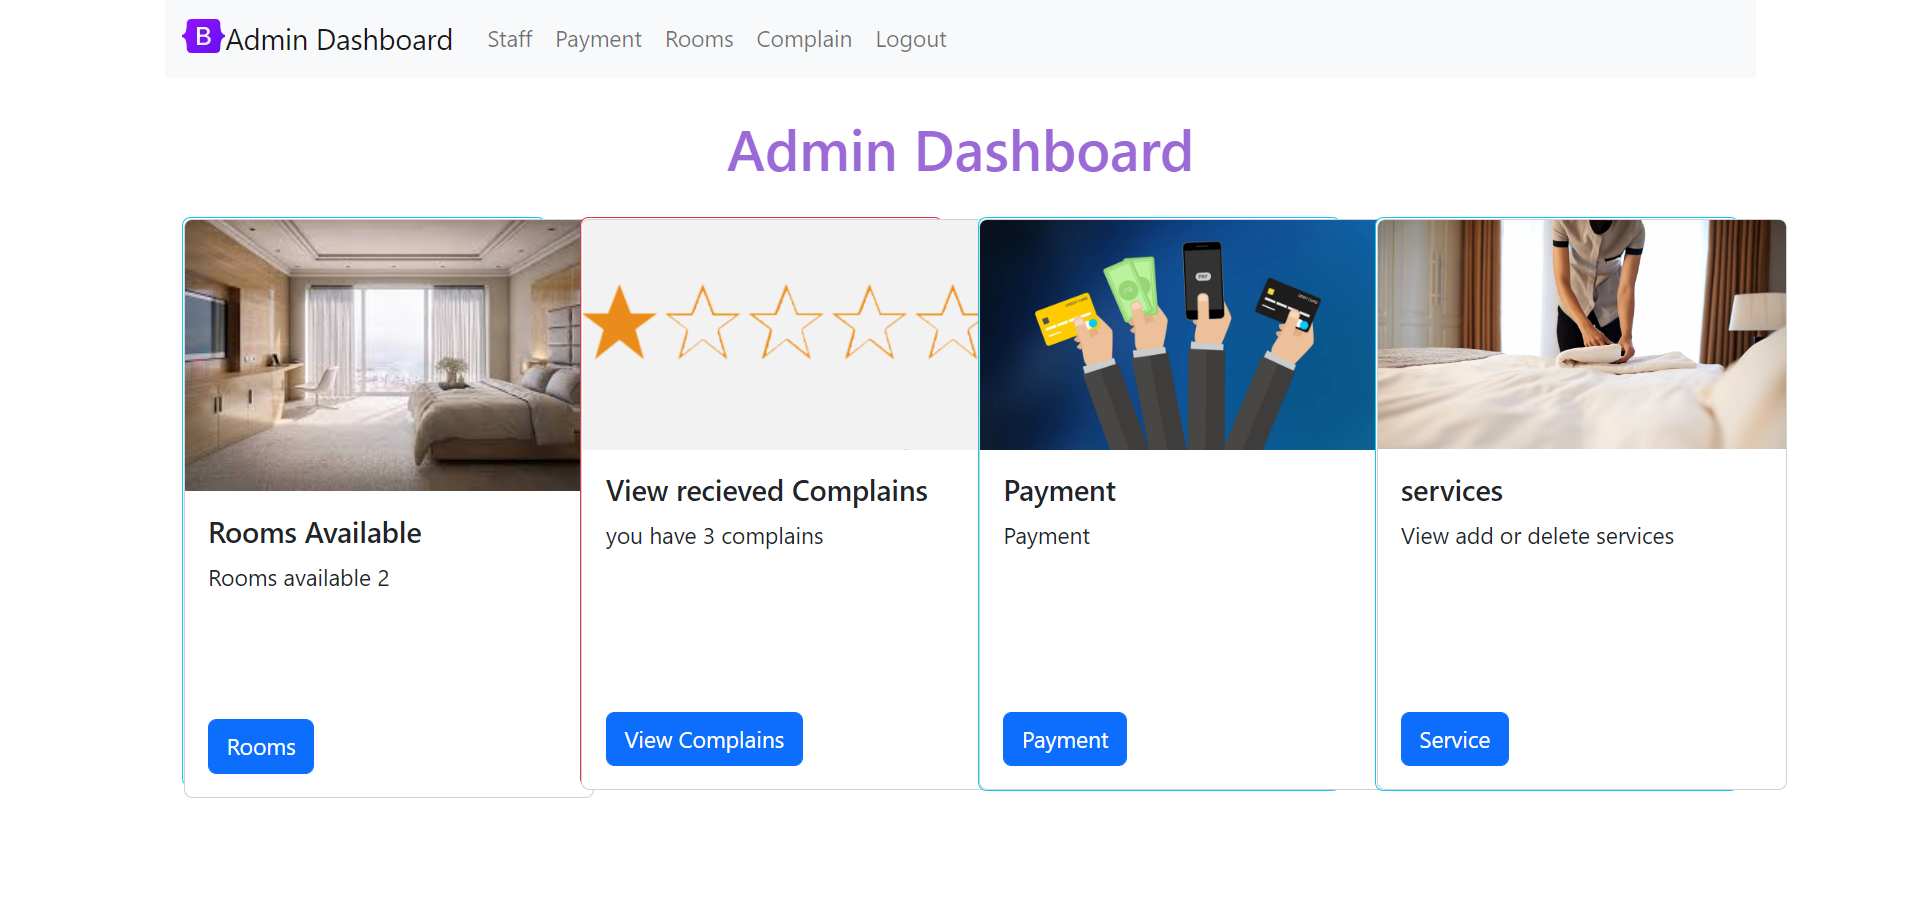 B Admin Dashboard Staff Payment Rooms Complain Logout
Admin Dashboard
PAY
Rooms Available
Rooms available 2
Rooms
View recieved Complains
you have 3 complains
View Complains
Payment
Payment
Payment
services
View add or delete services
Service